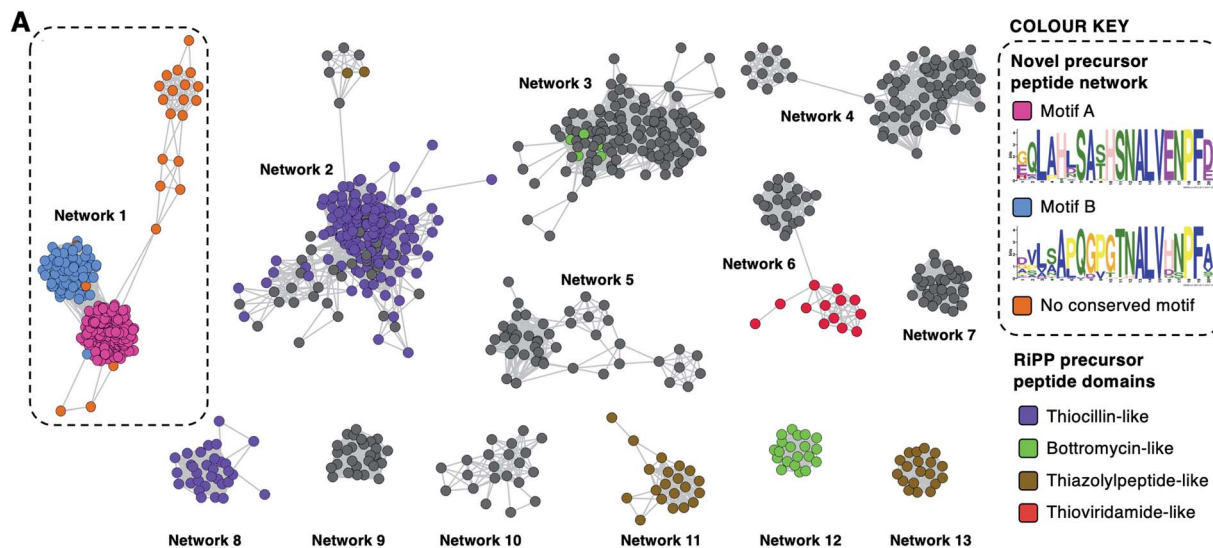 A
Network 1
Network 2
Network 3
Network 4
Network 5
Network 6
Network 7
Network 8
Network 9
Network 10
Network 11
Network 12
Network 13
COLOUR KEY
Novel precursor
peptide network
Motif A
Motif B
No conserved motif
RiPP precursor
peptide domains
Thiocillin-like
Bottromycin-like
Thiazolylpeptide-like
Thioviridamide-like